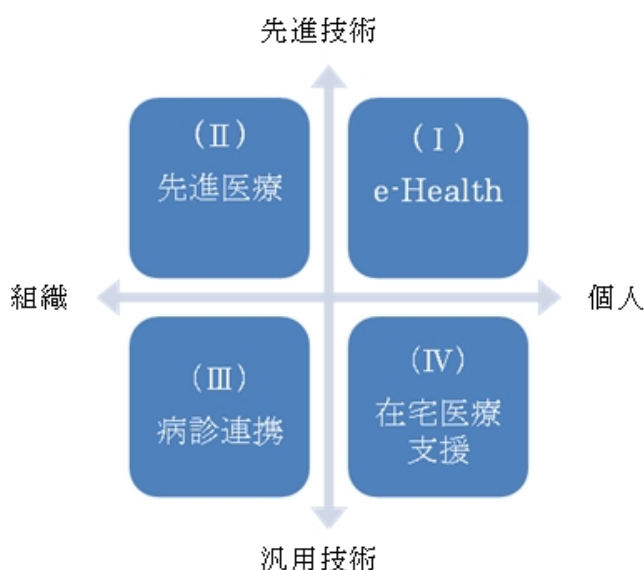 先進技術
(Ⅱ)
先進医療
(Ⅰ)
e-Health
組織
個人
(Ⅲ)
病診連携
(Ⅳ)
在宅医療
支援
汎用技術